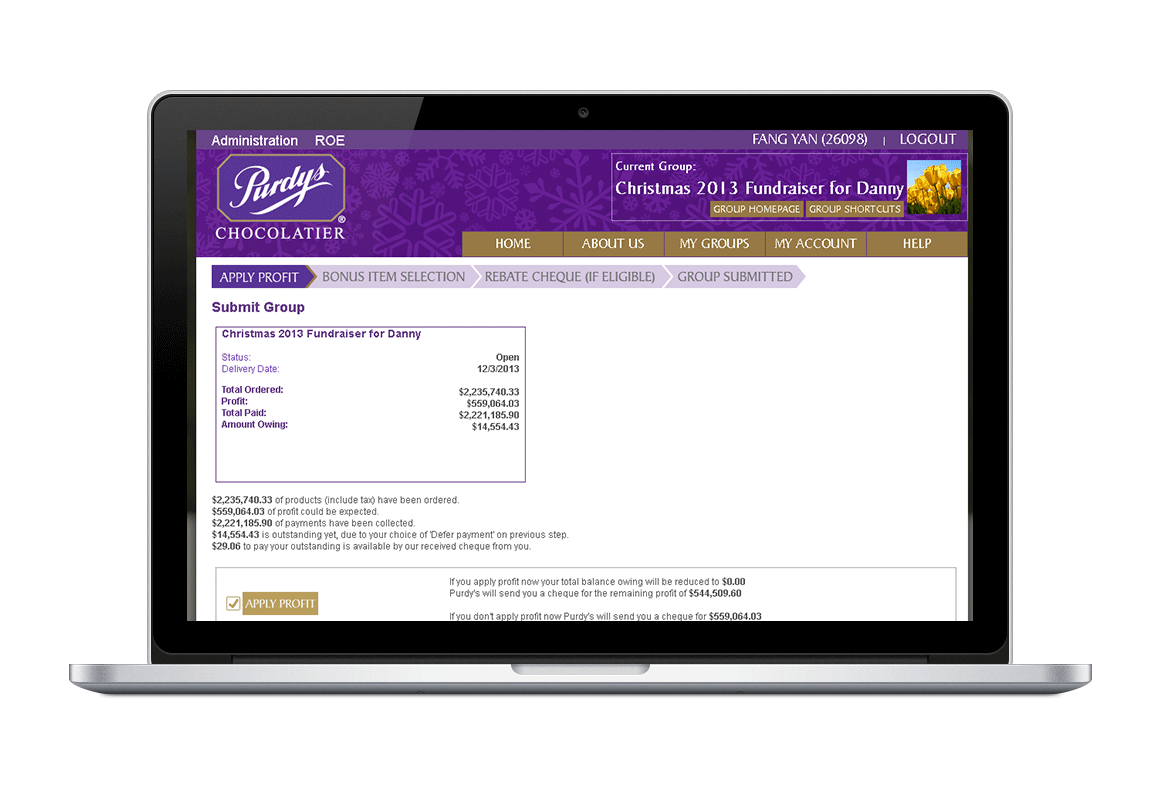 Administration ROE
FANG YAN (26098) | LOGOUT
Purdys
®
CHOCOLATIER
Current Group:
Christmas 2013 Fundraiser for Danny
GROUP HOMEPAGE GROUP SHORTCUTS
HOME ABOUT US MY GROUPS MY ACCOUNT HELP
APPLY PROFIT BONUS ITEM SELECTION REBATE CHEQUE (IF ELIGIBLE) GROUP SUBMITTED
Submit Group
Christmas 2013 Fundraiser for Danny
Status: Open
Delivery Date: 12/3/2013
Total Ordered: $2,235,740.33
Profit: $559,064.03
Total Paid: $2,221,185.90
Amount Owing: $14,554.43
$2,235,740.33 of products (include tax) have been ordered.
$559,064.03 of profit could be expected.
$2,221,185.90 of payments have been collected.
$14,554.43 is outstanding yet, due to your choice of 'Defer payment' on previous step.
$29.06 to pay your outstanding is available by our received cheque from you.
APPLY PROFIT
If you apply profit now your total balance owing will be reduced to $0.00
Purdy's will send you a cheque for the remaining profit of $544,509.60
If you don't apply profit now Purdy's will send you a cheque for $559,064.03